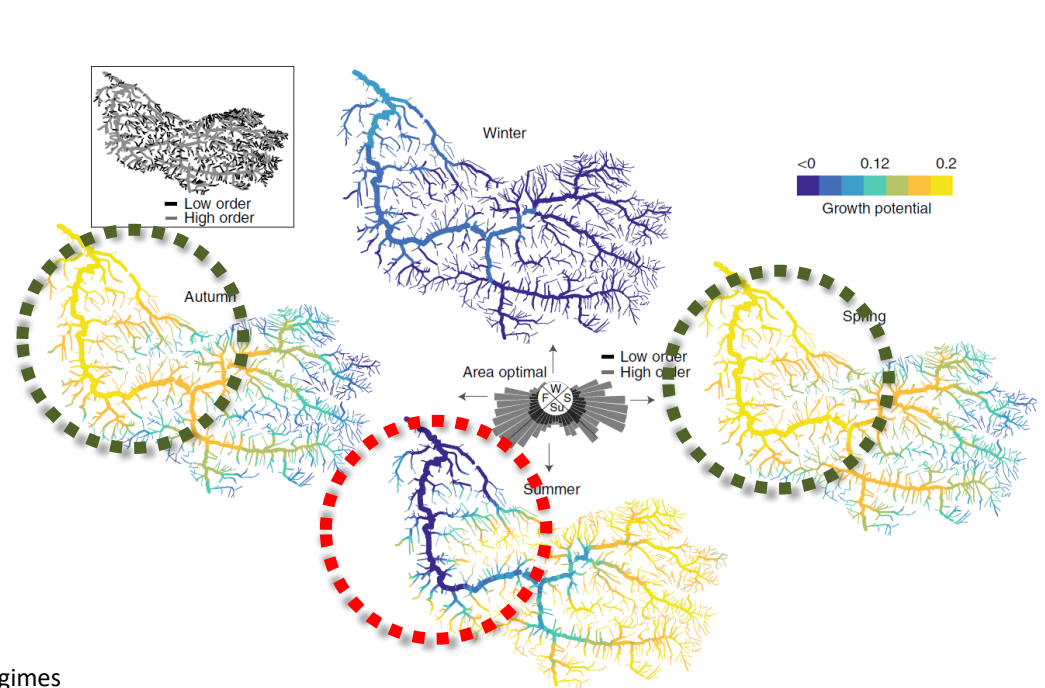 Winter
<0 0.12 0.2
Growth potential
Low order
High order
Autumn
Spring
Low order
High order
Area optimal
W
F S
Su
Summer
gimes